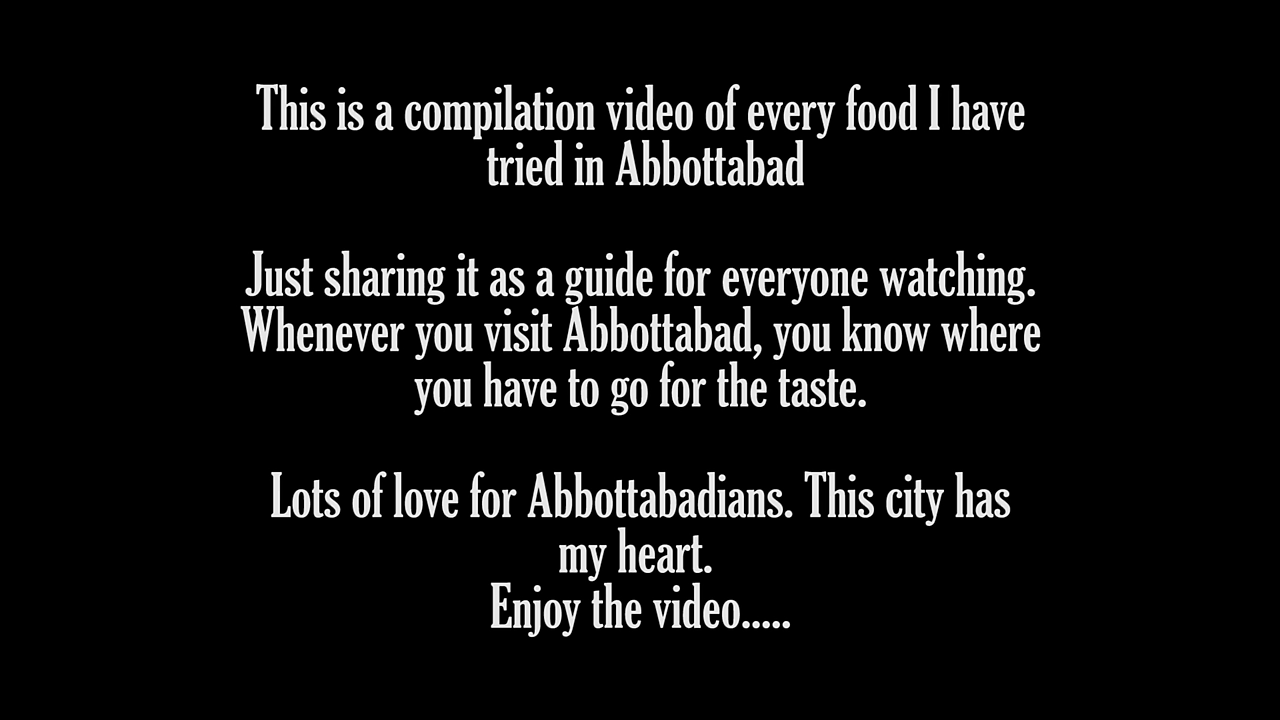 This is a compilation video of every food I have
tried in Abbottabad
Just sharing it as a guide for everyone watching.
Whenever you visit Abbottabad, you know where
you have to go for the taste.
Lots of love for Abbottabadians. This city has
my heart.
Enjoy the video.....